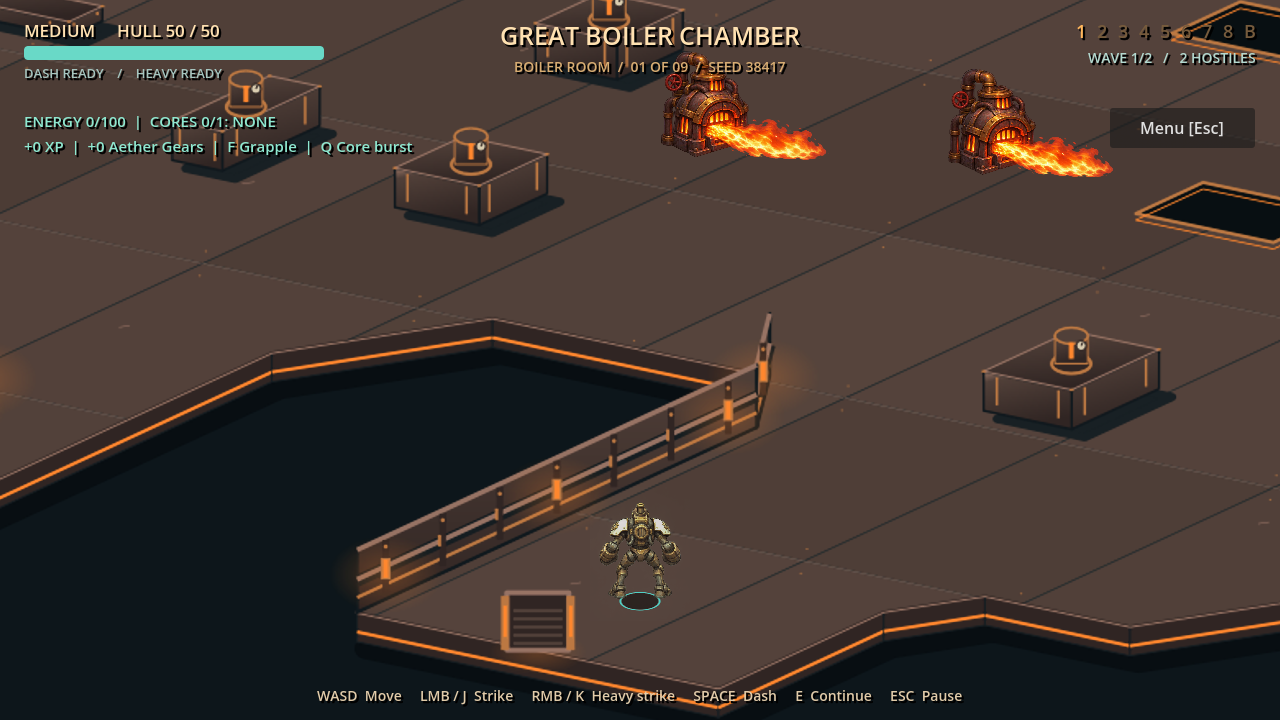 MEDIUM HULL 50 / 50
DASH READY / HEAVY READY
ENERGY 0/100 | CORES 0/1: NONE
+0 XP | +0 Aether Gears | F Grapple | Q Core burst
GREAT BOILER CHAMBER
BOILER ROOM / 01 OF 09 / SEED 38417
1 2 3 4 5 6 7 8 B
WAVE 1/2 / 2 HOSTILES
Menu [Esc]
WASD Move LMB / J Strike RMB / K Heavy strike SPACE Dash E Continue ESC Pause